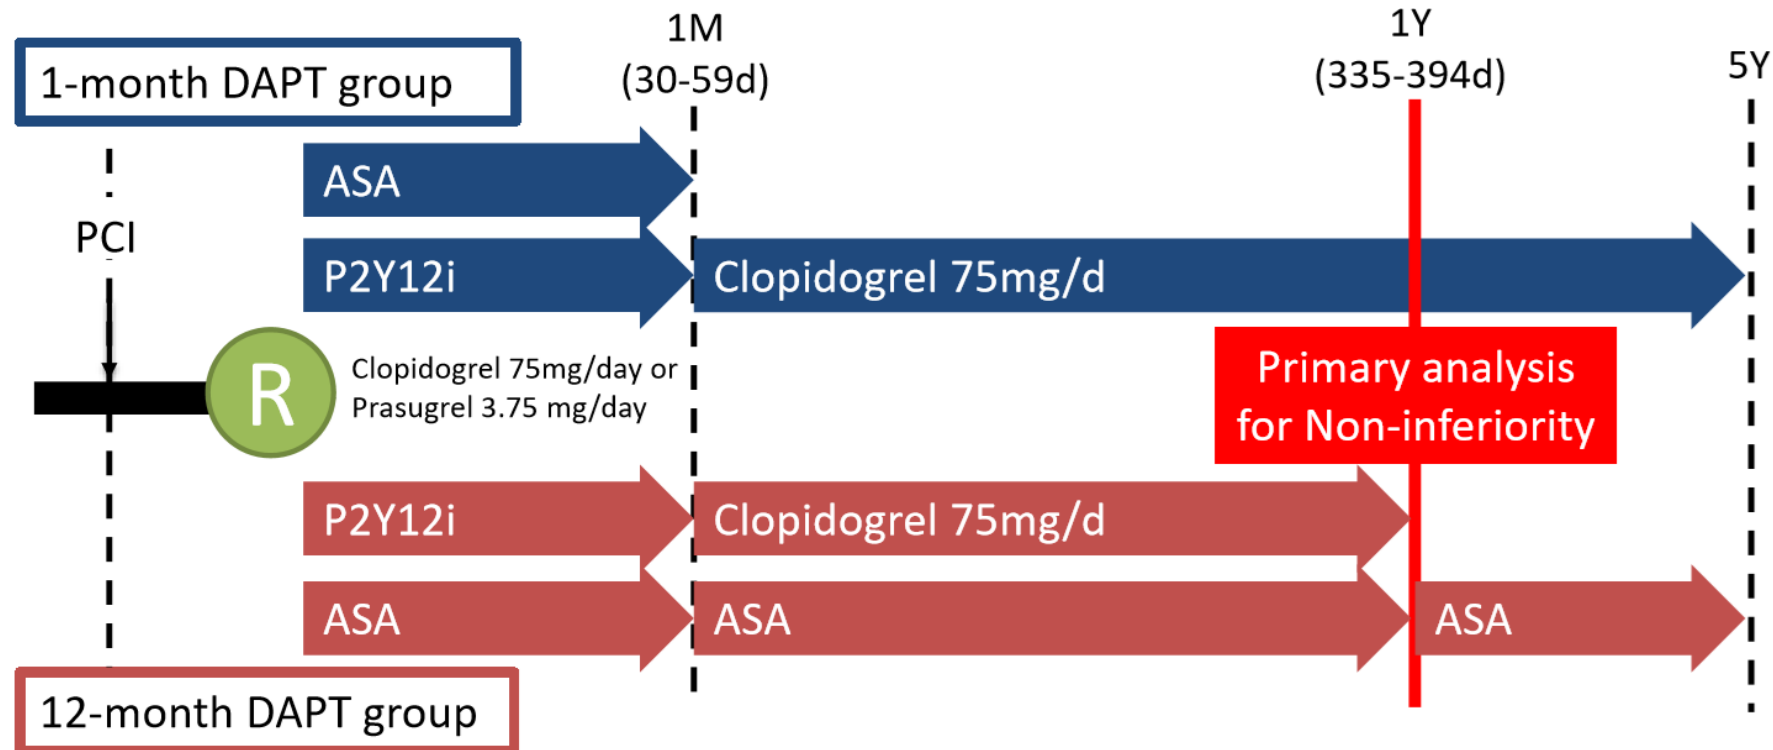 1M
(30-59d)
1Y
(335-394d)
5Y
1-month DAPT group
ASA
PCI
P2Y12i
Clopidogrel 75mg/d
R
Clopidogrel 75mg/day or
Prasugrel 3.75 mg/day
Primary analysis
for Non-inferiority
P2Y12i
Clopidogrel 75mg/d
ASA
ASA
ASA
12-month DAPT group